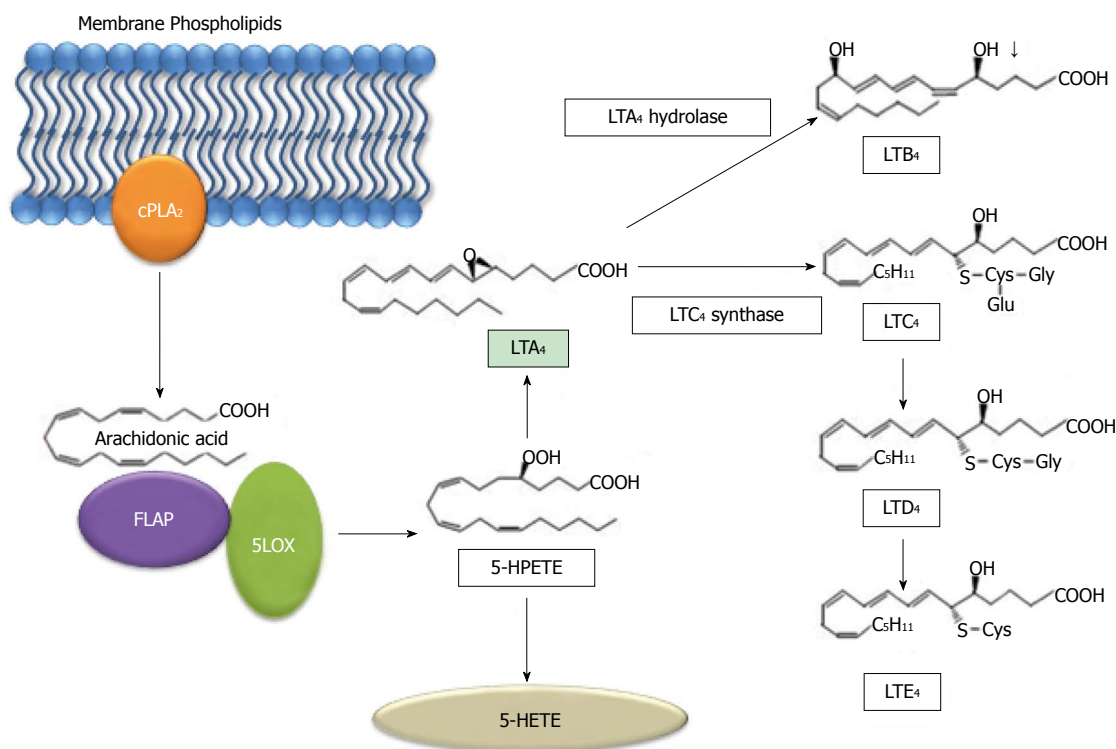 Membrane Phospholipids
cPLA₂
COOH
Arachidonic acid
FLAP
5LOX
OOH
COOH
5-HPETE
5-HETE
O
COOH
LTA₄
LTA₄ hydrolase
LTC₄ synthase
OH
OH ↓
COOH
LTB₄
OH
COOH
C₅H₁₁
S-Cys-Gly
Glu
LTC₄
OH
COOH
C₅H₁₁
S-Cys-Gly
LTD₄
OH
COOH
C₅H₁₁
S-Cys
LTE₄